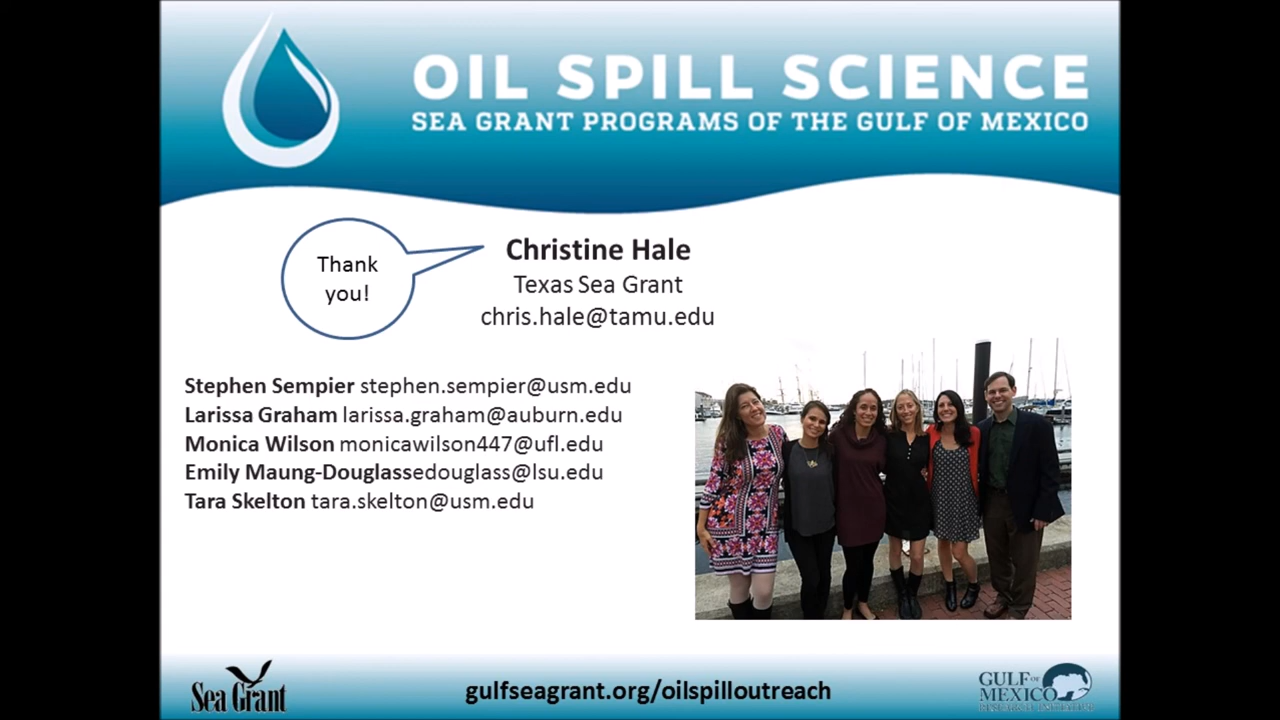 OIL SPILL SCIENCE
SEA GRANT PROGRAMS OF THE GULF OF MEXICO
Thank
you!
Christine Hale
Texas Sea Grant
chris.hale@tamu.edu
Stephen Sempier stephen.sempier@usm.edu
Larissa Graham larissa.graham@auburn.edu
Monica Wilson monicawilson447@ufl.edu
Emily Maung-Douglassedouglass@lsu.edu
Tara Skelton tara.skelton@usm.edu
Sea Grant
gulfseagrant.org/oilspilloutreach
GULF OF
MEXICO
RESEARCH INITIATIVE